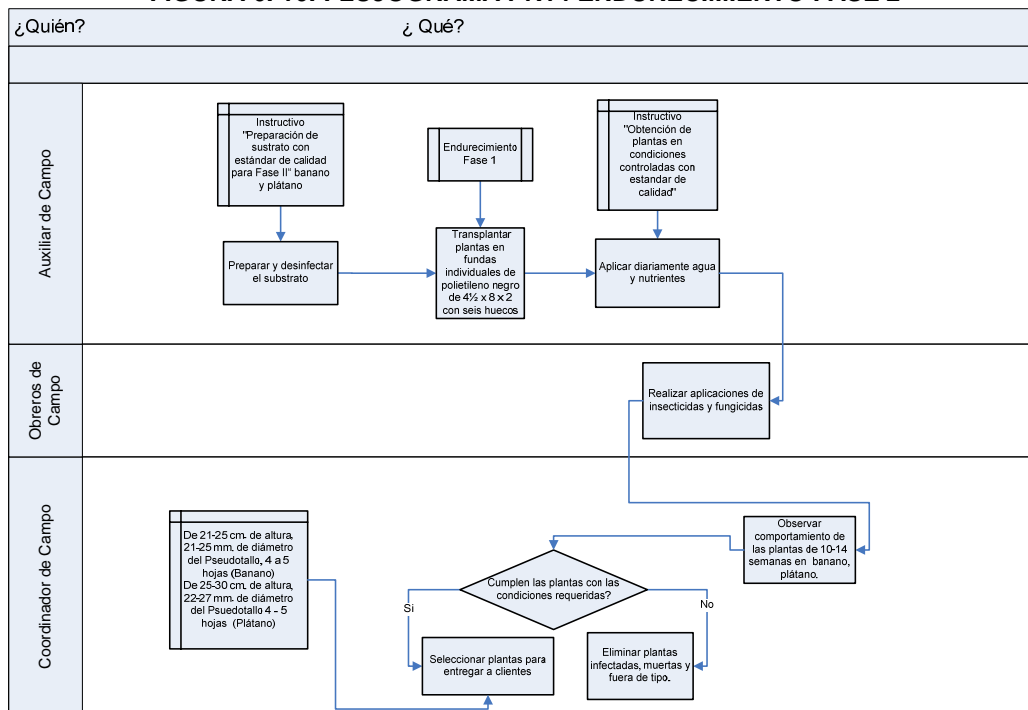 ¿Quién?
¿ Qué?
Auxiliar de Campo
Instructivo
"Preparación de
sustrato con
estándar de calidad
para Fase II" banano
y plátano
Endurecimiento
Fase 1
Instructivo
"Obtención de
plantas en
condiciones
controladas con
estandar de
calidad"
Preparar y desinfectar
el substrato
Transplantar
plantas en
fundas
individuales de
polietileno negro
de 4½ x 8 x 2
con seis huecos
Aplicar diariamente agua
y nutrientes
Obreros de
Campo
Realizar aplicaciones de
insecticidas y fungicidas
Coordinador de Campo
De 21-25 cm. de altura,
21-25 mm. de diámetro
del Pseudotallo, 4 a 5
hojas (Banano)
De 25-30 cm. de altura,
22-27 mm. de diámetro
del Psuedotallo 4 - 5
hojas (Plátano)
Observar
comportamiento de
las plantas de 10-14
semanas en banano,
plátano.
Cumplen las plantas con las
condiciones requeridas?
Si
No
Seleccionar plantas para
entregar a clientes
Eliminar plantas
infectadas, muertas y
fuera de tipo.